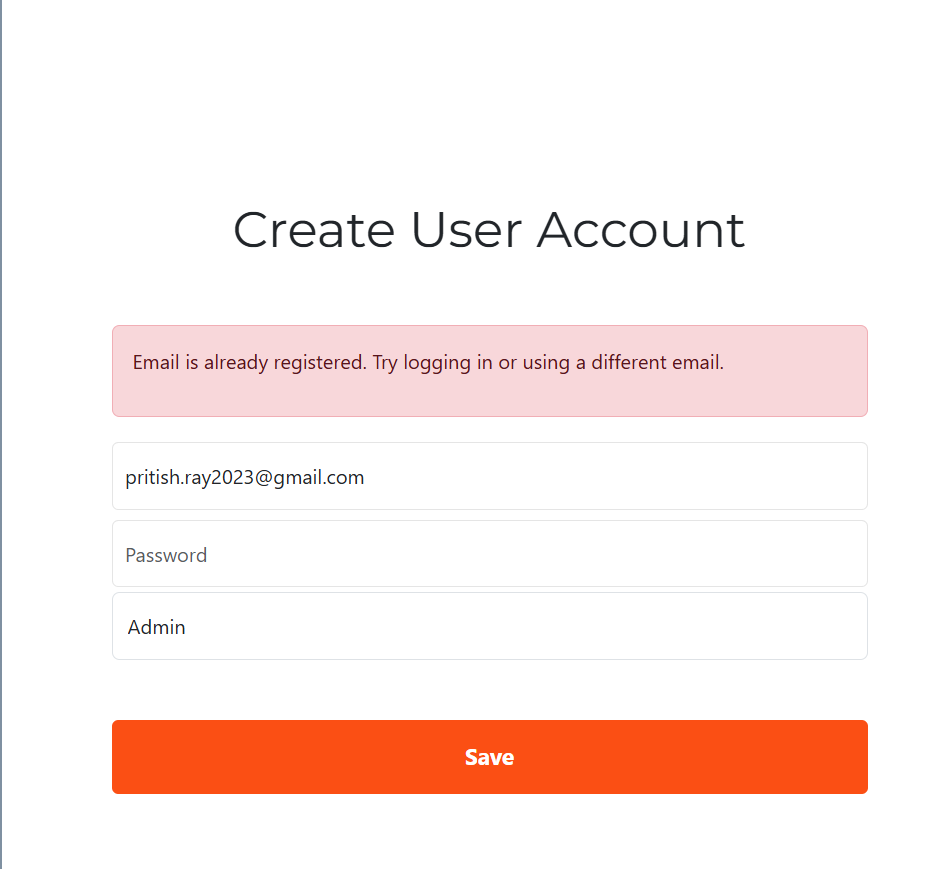 Create User Account
Email is already registered. Try logging in or using a different email.
pritish.ray2023@gmail.com
Password
Admin
Save